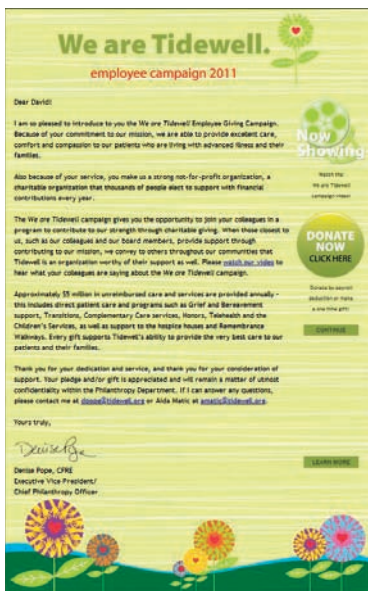 We are Tidewell.
employee campaign 2011
Dear David!
I am so pleased to introduce to you the We are Tidewell Employee Giving Campaign.
Because of your commitment to our mission, we are able to provide excellent care,
comfort and compassion to our patients who are living with advanced illness and their
families.
Also because of your service, you make us a strong not-for-profit organization, a
charitable organization that thousands of people elect to support with financial
contributions every year.
The We are Tidewell campaign gives you the opportunity to join your colleagues in a
program to contribute to our strength through charitable giving. When those closest to
us, such as our colleagues and our board members, provide support through
contributing to our mission, we convey to others throughout our communities that
Tidewell is an organization worthy of their support as well. Please watch our video to
hear what your colleagues are saying about the We are Tidewell campaign.
Approximately $5 million in unreimbursed care and services are provided annually -
this includes direct patient care and programs such as Grief and Bereavement
support, Transitions, Complementary Care services, Honors, Telehealth and the
Children's Services, as well as support to the hospice houses and Remembrance
Walkways. Every gift supports Tidewell's ability to provide the very best care to our
patients and their families.
Thank you for your dedication and service, and thank you for your consideration of
support. Your pledge and/or gift is appreciated and will remain a matter of utmost
confidentiality within the Philanthropy Department. If I can answer any questions,
please contact me at dpope@tidewell.org or Alda Matic at amatic@tidewell.org.
Yours truly,
Denise Pope
Denise Pope, CFRE
Executive Vice President/
Chief Philanthropy Officer
Now
Showing
Watch the
We are Tidewell
campaign video!
DONATE
NOW
CLICK HERE
Donate by payroll
deduction or make
a one time gift!
CONTINUE
LEARN MORE